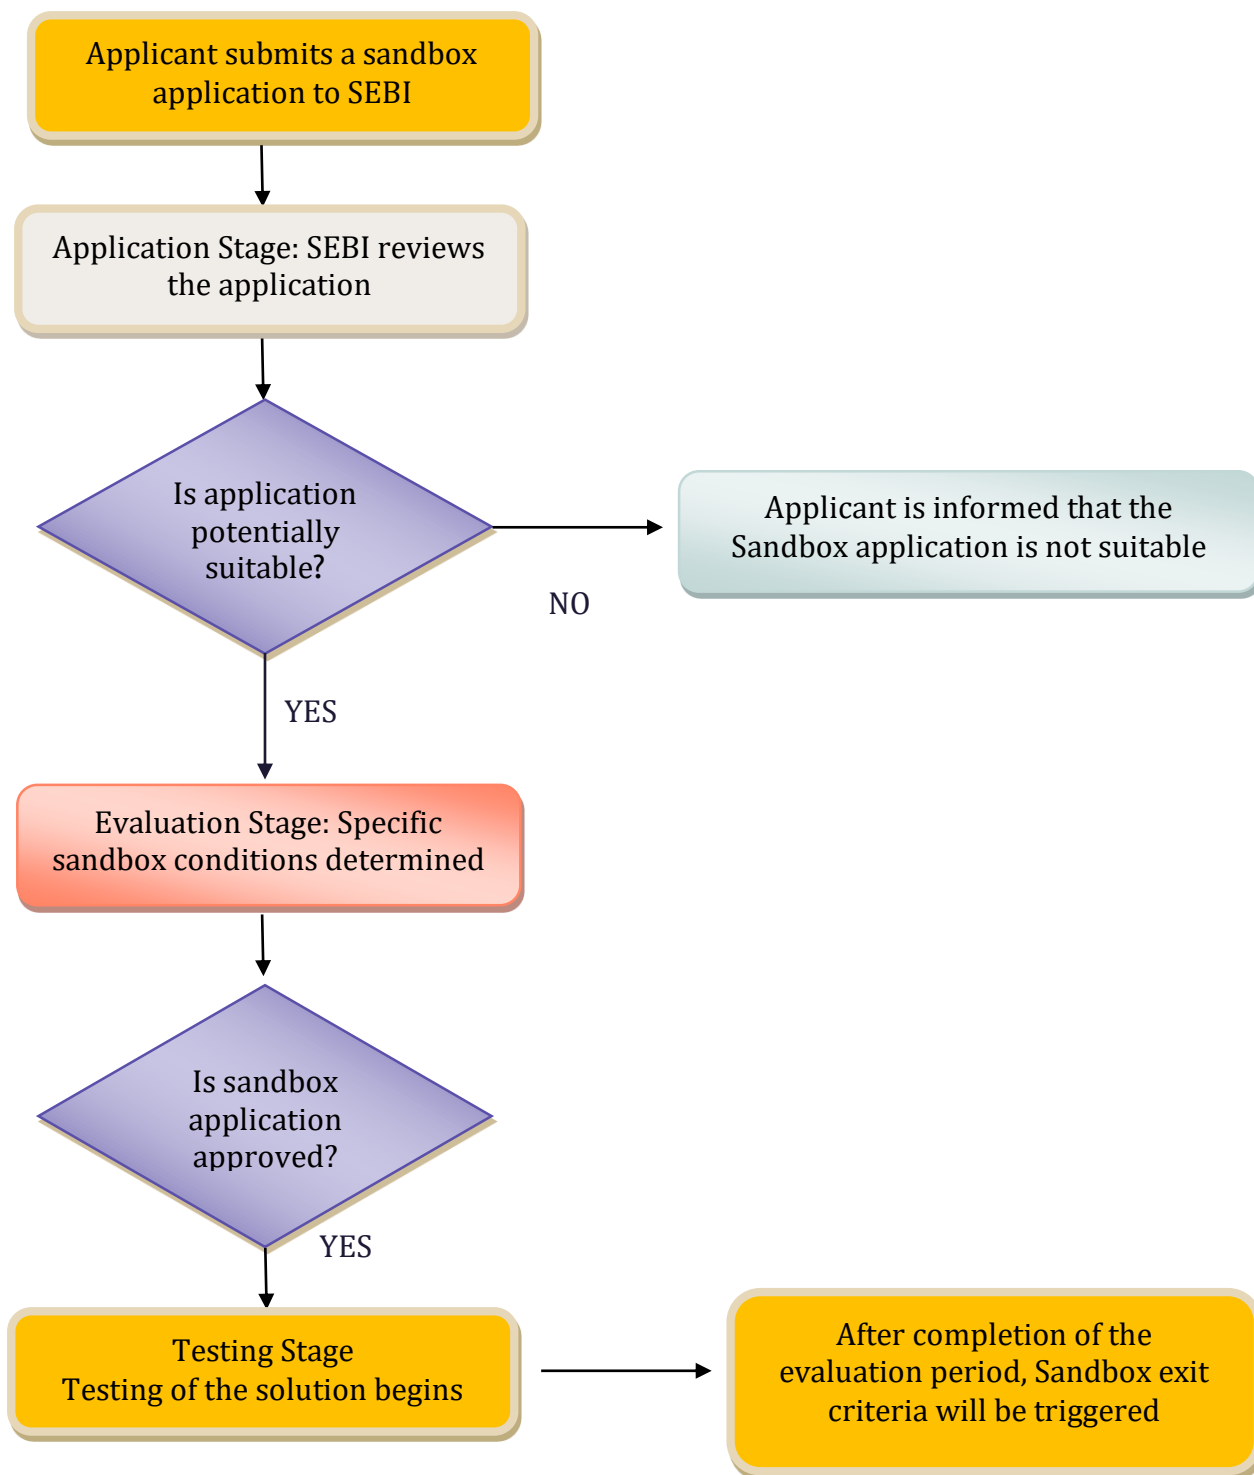 Applicant submits a sandbox
application to SEBI
Application Stage: SEBI reviews
the application
Is application
potentially
suitable?
Applicant is informed that the
Sandbox application is not suitable
NO
YES
Evaluation Stage: Specific
sandbox conditions determined
Is sandbox
application
approved?
YES
Testing Stage
Testing of the solution begins
After completion of the
evaluation period, Sandbox exit
criteria will be triggered